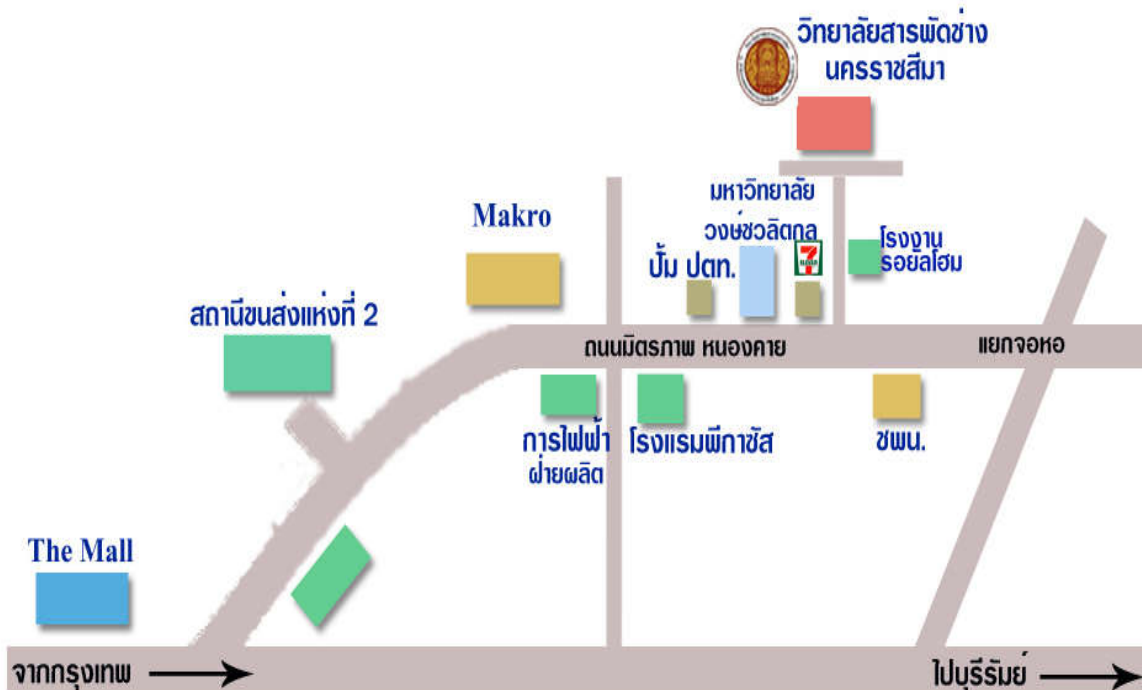 วิทยาลัยสารพัดช่าง
นครราชสีมา
มหาวิทยาลัย
วงษ์ชวลิตกุล
Makro
โรงงาน
รอยัลโฮม
ปั้ม ปตท.
สถานีขนส่งแห่งที่ 2
ถนนมิตรภาพ หนองคาย
แยกจอหอ
การไฟฟ้า
ฝ่ายผลิต
โรงแรมพีกาซัส
ชพน.
The Mall
จากกรุงเทพ
ไปบุรีรัมย์